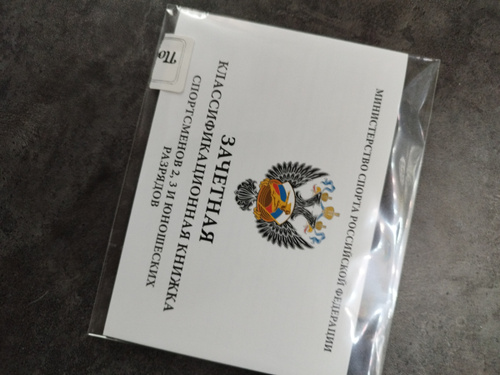 МИНИСТЕРСТВО СПОРТА РОССИЙСКОЙ ФЕДЕРАЦИИ
ЗАЧЕТНАЯ
КЛАССИФИКАЦИОННАЯ КНИЖКА
СПОРТСМЕНОВ 2, 3 И ЮНОШЕСКИХ
РАЗРЯДОВ